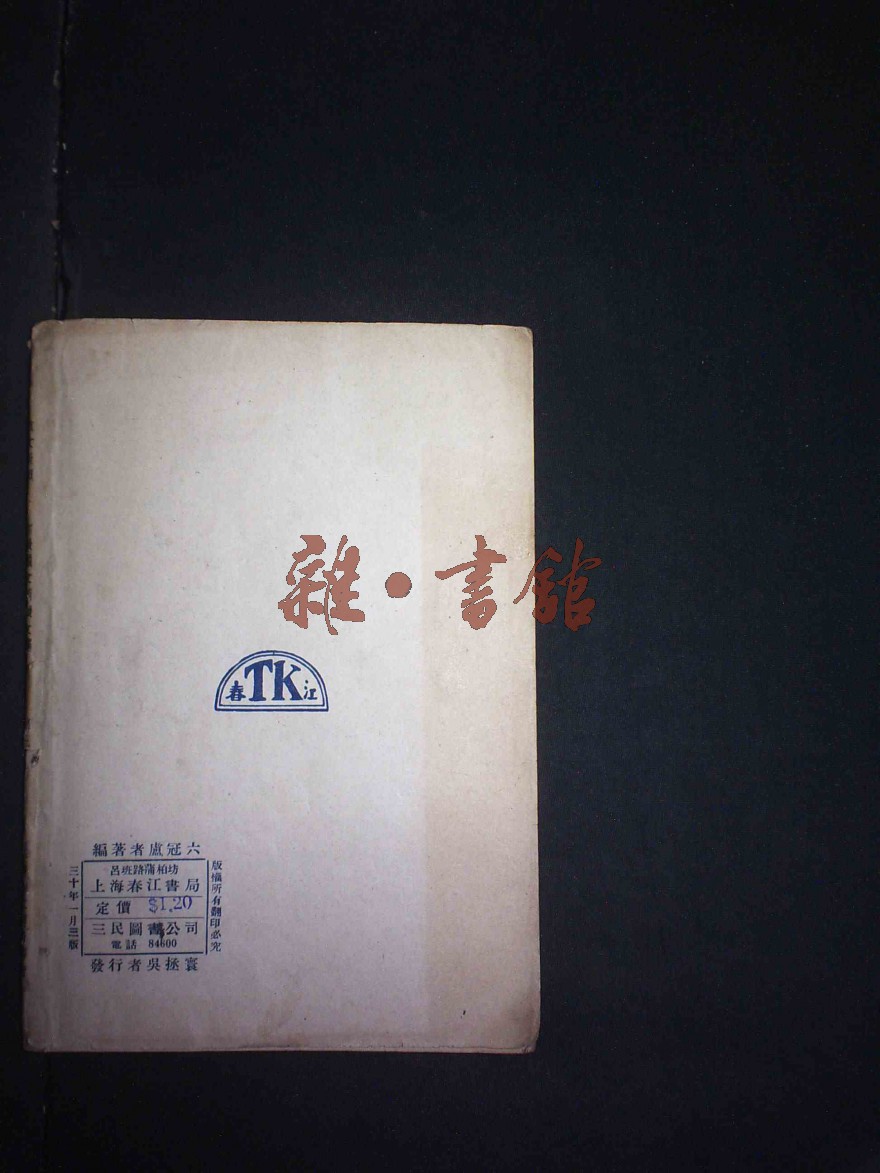 雜·書館
春TK江
編著者盧冠六
呂班路蒲柏坊
上海春江書局
定價 $1.20
三民圖書公司
電話 84600
發行者吳拯寰
版權所有翻印必究
三十年一月三版